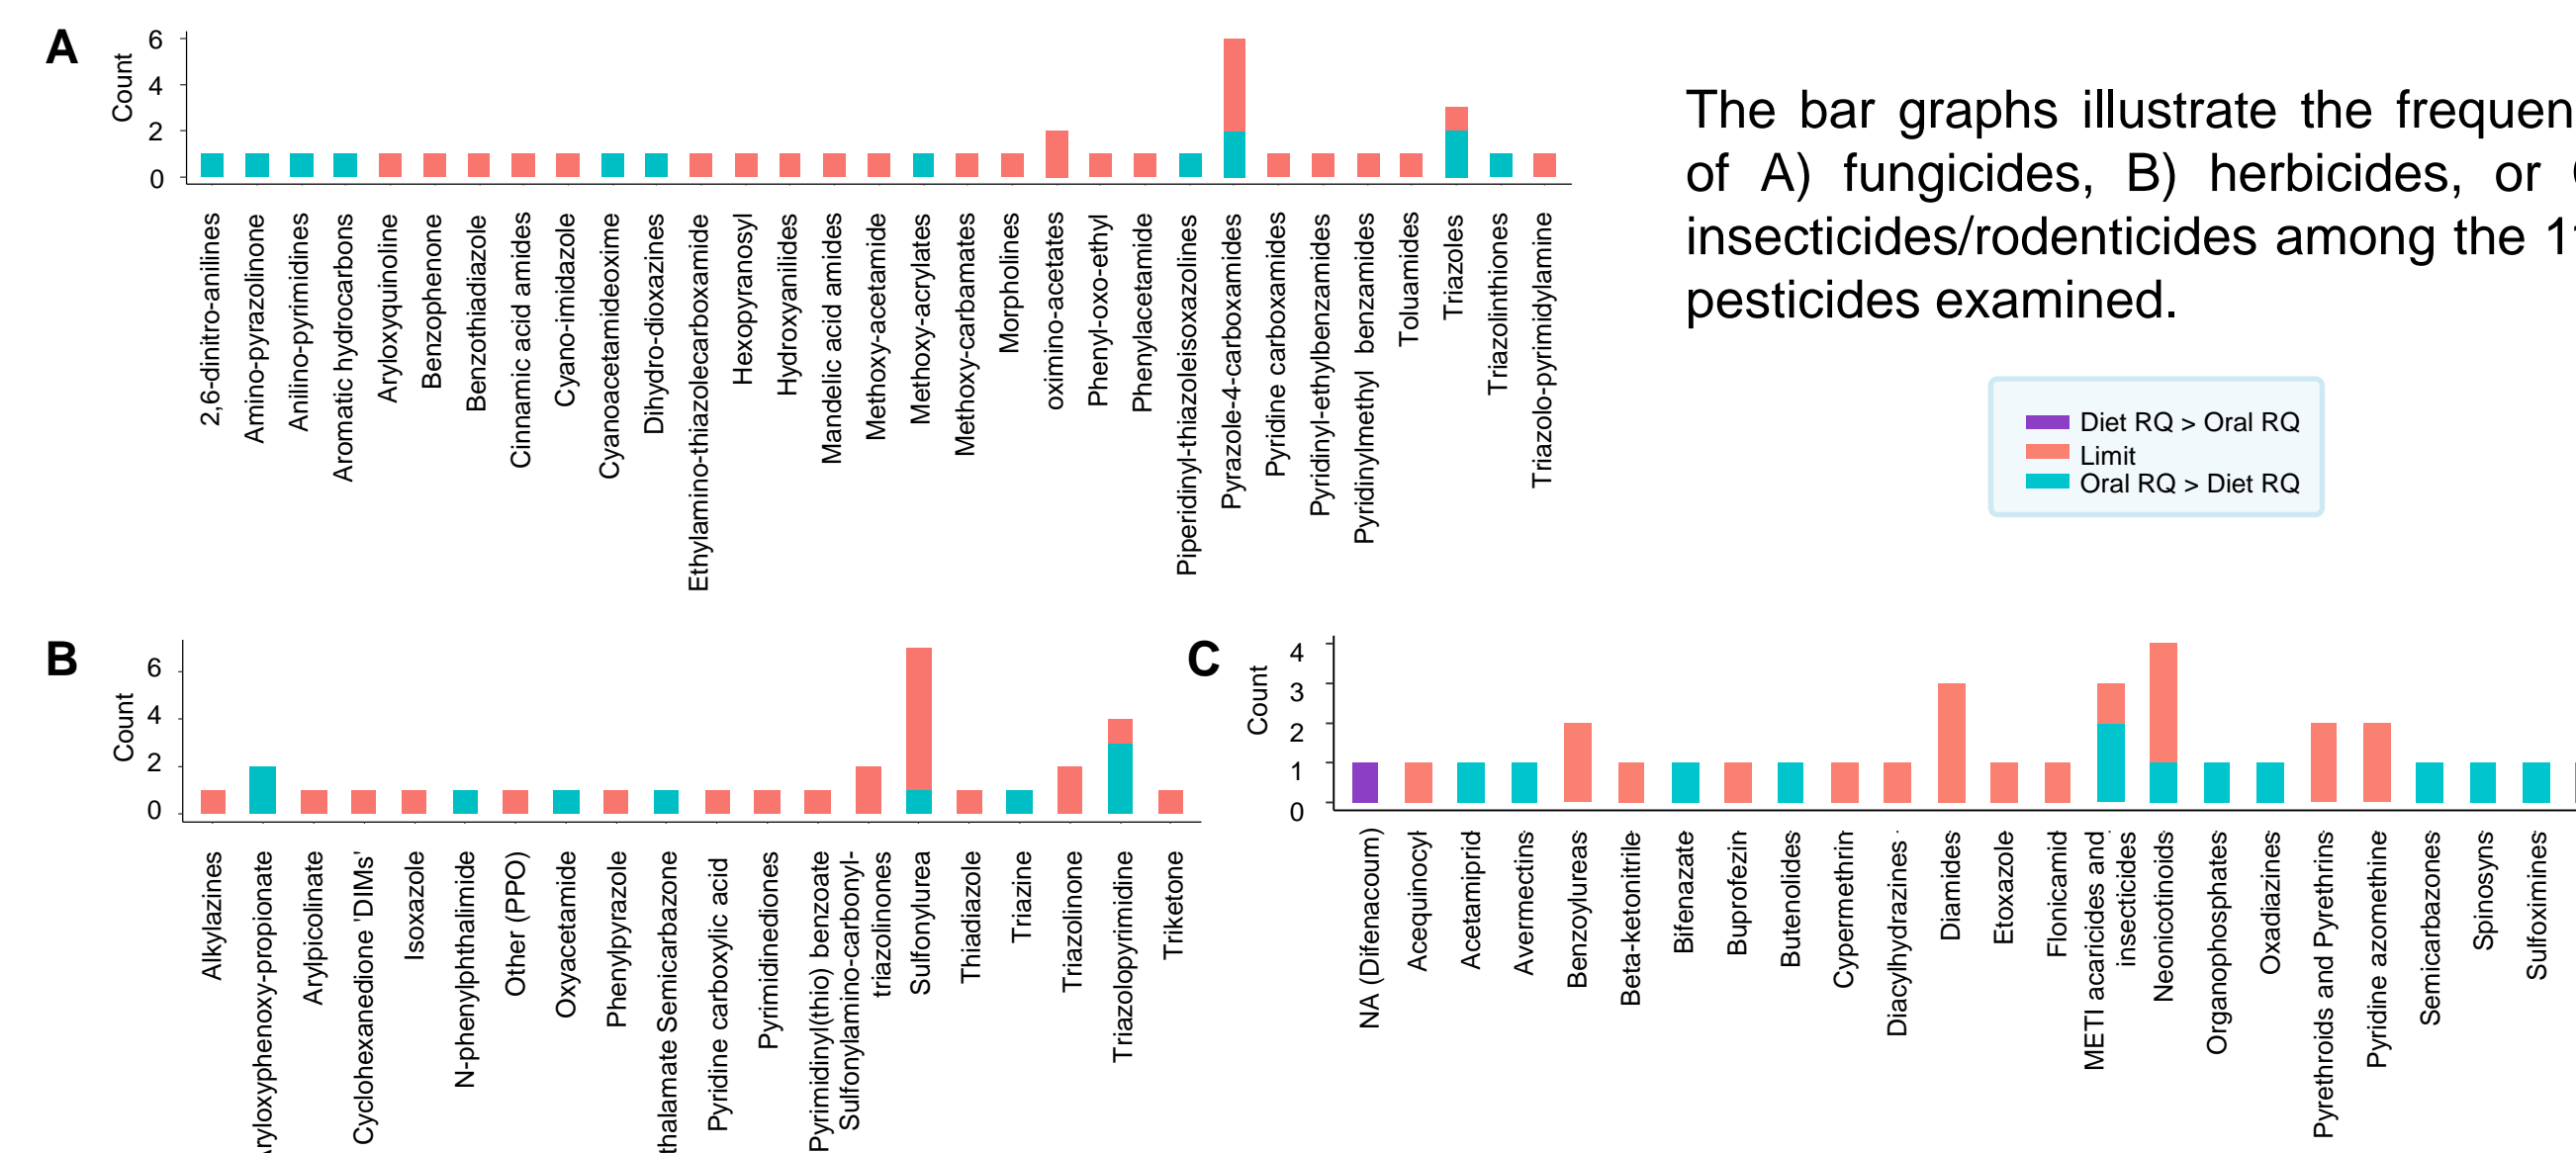 A
Count
6
4
2
0
2,6-dinitro-anilines
Amino-pyrazolinone
Anilino-pyrimidines
Aromatic hydrocarbons
Aryloxyquinoline
Benzophenone
Benzothiadiazole
Cinnamic acid amides
Cyano-imidazole
Cyanoacetamideoxime
Dihydro-dioxazines
Ethylamino-thiazolecarboxamide
Hexopyranosyl
Hydroxyanilides
Mandelic acid amides
Methoxy-acetamide
Methoxy-acrylates
Methoxy-carbamates
Morpholines
oximino-acetates
Phenyl-oxo-ethyl
Phenylacetamide
Piperidinyl-thiazoleisoxazolines
Pyrazole-4-carboxamides
Pyridine carboxamides
Pyridinyl-ethylbenzamides
Pyridinylmethyl benzamides
Toluamides
Triazoles
Triazolinthiones
Triazolo-pyrimidylamine
The bar graphs illustrate the frequen
of A) fungicides, B) herbicides, or
insecticides/rodenticides among the 1
pesticides examined.
Diet RQ > Oral RQ
Limit
Oral RQ > Diet RQ
B
Count
6
4
2
0
Alkylazines
ryloxyphenoxy-propionate
Arylpicolinate
Cyclohexanedione 'DIMs'
Isoxazole
N-phenylphthalimide
Other (PPO)
Oxyacetamide
Phenylpyrazole
thalamate Semicarbazone
Pyridine carboxylic acid
Pyrimidinediones
Pyrimidinyl(thio) benzoate
Sulfonylamino-carbonyl-
triazolinones
Sulfonylurea
Thiadiazole
Triazine
Triazolinone
Triazolopyrimidine
Triketone
C
Count
4
3
2
1
0
NA (Difenacoum)
Acequinocyl
Acetamiprid
Avermectins
Benzoylureas
Beta-ketonitrile
Bifenazate
Buprofezin
Butenolides
Cypermethrin
Diacylhydrazines
Diamides
Etoxazole
Flonicamid
METI acaricides and
insecticides
Neonicotinoids
Organophosphates
Oxadiazines
Pyrethroids and Pyrethrins
Pyridine azomethine
Semicarbazones
Spinosyns
Sulfoximines